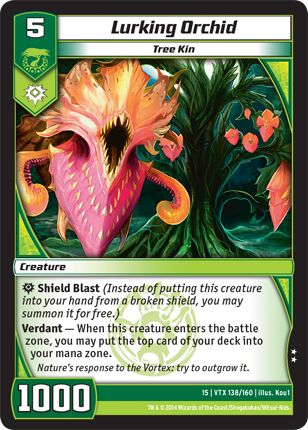 5
Lurking Orchid
Tree Kin
Creature
Shield Blast (Instead of putting this creature
into your hand from a broken shield, you may
summon it for free.)
Verdant — When this creature enters the battle
zone, you may put the top card of your deck into
your mana zone.
Nature's response to the Vortex: try to outgrow it.
1000
15 | VTX 138/160 | illus. Kou1
TM & © 2014 Wizards of the Coast/Shogakukan/Mitsui-Kids.